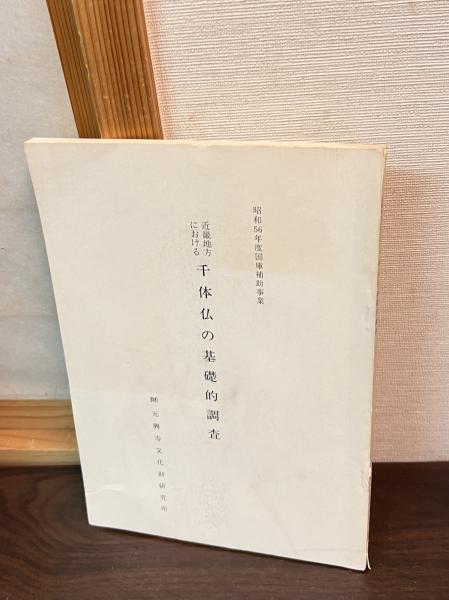 昭和56年度国庫補助事業
近畿地方
における
千体仏の基礎的調査
㈶元興寺文化財研究所